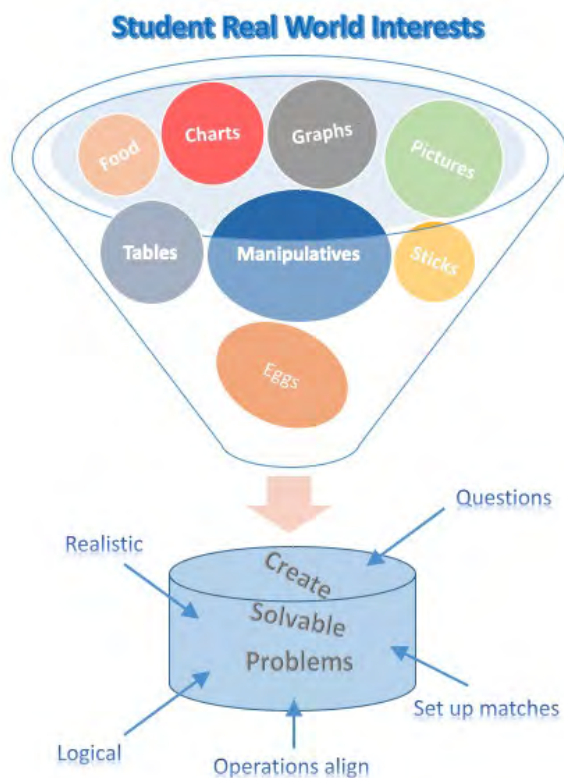 Student Real World Interests
Food
Charts
Graphs
Pictures
Tables
Manipulatives
Sticks
Eggs
Questions
Realistic
Create
Solvable
Problems
Set up matches
Logical
Operations align